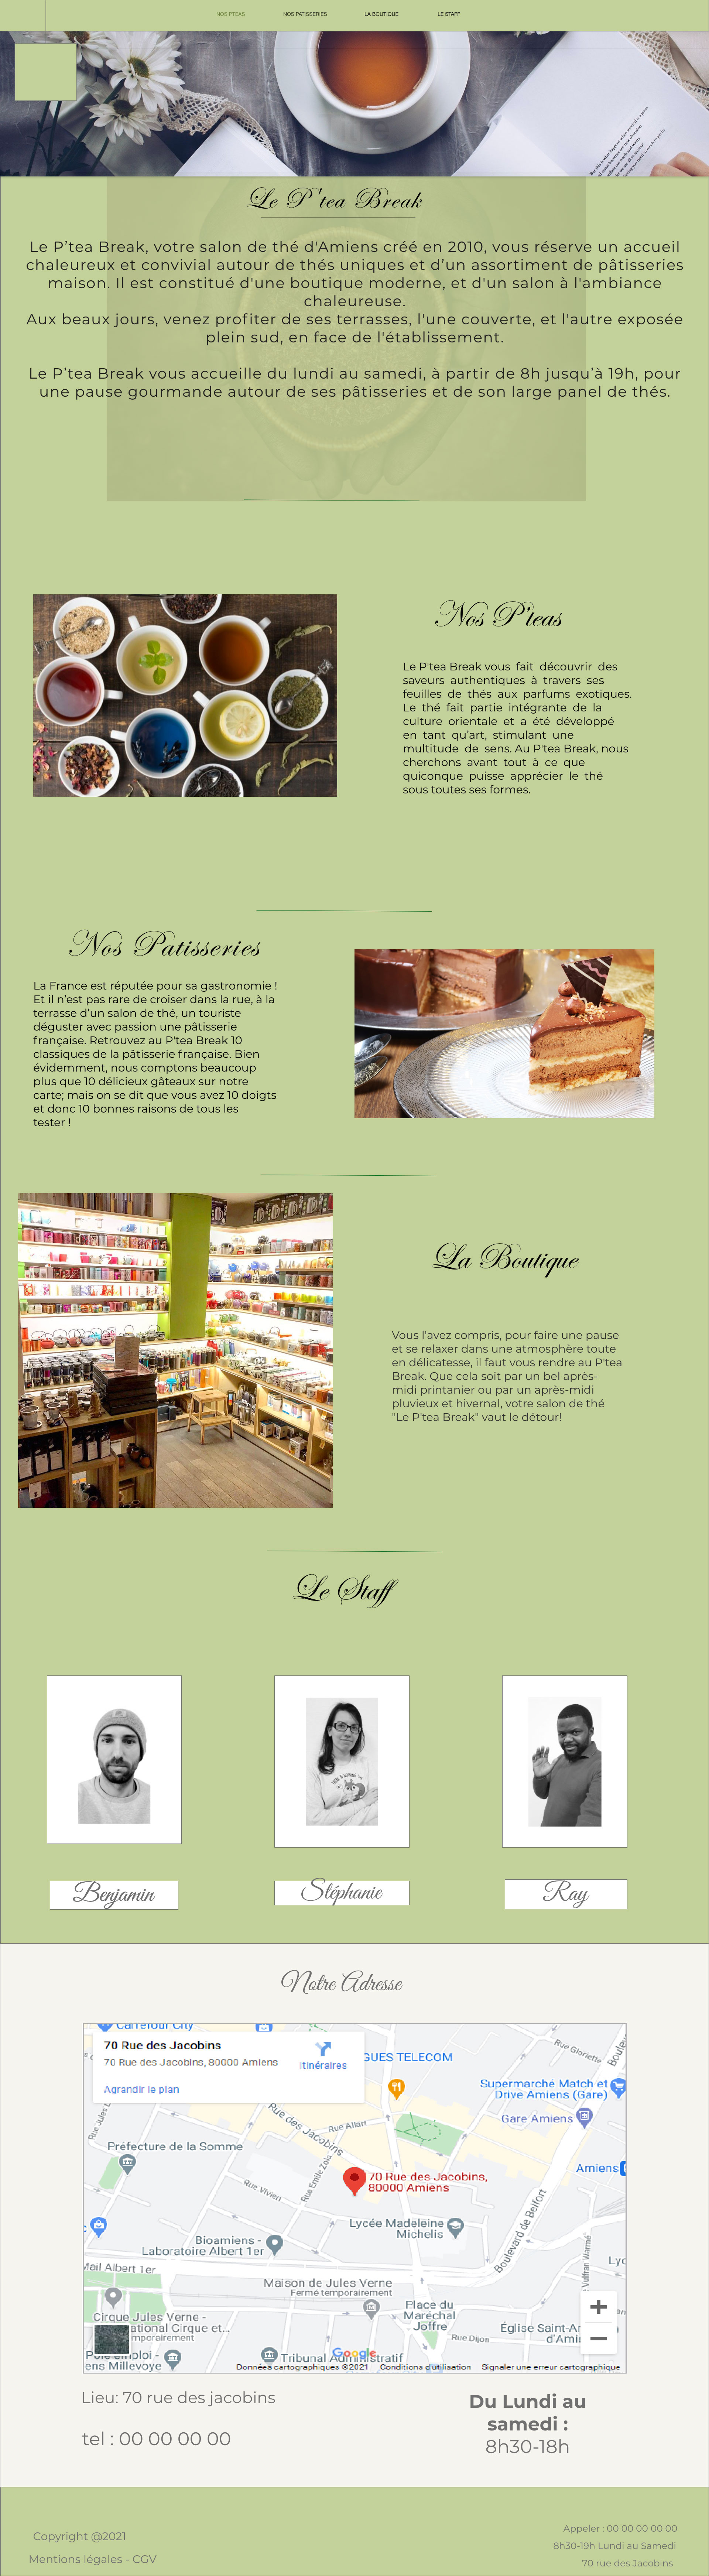 NOS PTEAS NOS PATISSERIES LA BOUTIQUE LE STAFF
Le P'tea Break
Le P’tea Break, votre salon de thé d'Amiens créé en 2010, vous réserve un accueil
chaleureux et convivial autour de thés uniques et d’un assortiment de pâtisseries
maison. Il est constitué d'une boutique moderne, et d'un salon à l'ambiance
chaleureuse.
Aux beaux jours, venez profiter de ses terrasses, l'une couverte, et l'autre exposée
plein sud, en face de l'établissement.
Le P’tea Break vous accueille du lundi au samedi, à partir de 8h jusqu’à 19h, pour
une pause gourmande autour de ses pâtisseries et de son large panel de thés.
Nos P'teas
Le P'tea Break vous fait découvrir des
saveurs authentiques à travers ses
feuilles de thés aux parfums exotiques.
Le thé fait partie intégrante de la
culture orientale et a été développé
en tant qu’art, stimulant une
multitude de sens. Au P'tea Break, nous
cherchons avant tout à ce que
quiconque puisse apprécier le thé
sous toutes ses formes.
Nos Patisseries
La France est réputée pour sa gastronomie !
Et il n’est pas rare de croiser dans la rue, à la
terrasse d’un salon de thé, un touriste
déguster avec passion une pâtisserie
française. Retrouvez au P'tea Break 10
classiques de la pâtisserie française. Bien
évidemment, nous comptons beaucoup
plus que 10 délicieux gâteaux sur notre
carte; mais on se dit que vous avez 10 doigts
et donc 10 bonnes raisons de tous les
tester !
La Boutique
Vous l'avez compris, pour faire une pause
et se relaxer dans une atmosphère toute
en délicatesse, il faut vous rendre au P'tea
Break. Que cela soit par un bel après-
midi printanier ou par un après-midi
pluvieux et hivernal, votre salon de thé
"Le P'tea Break" vaut le détour!
Le Staff
Benjamin
Stéphanie
Ray
Notre Adresse
Carrefour City
70 Rue des Jacobins
70 Rue des Jacobins, 80000 Amiens
Itinéraires
Agrandir le plan
GUES TELECOM
Rue Gloriette
Supermarché Match et
Drive Amiens (Gare)
Gare Amiens
Rue des Jacobins
Rue Allart
Préfecture de la Somme
Rue Emile Zola
Rue Vivien
Amiens
70 Rue des Jacobins,
80000 Amiens
Lycée Madeleine
Michelis
Boulevard de Belfort
Bioamiens -
Laboratoire Albert 1er
Mail Albert 1er
Maison de Jules Verne
Fermé temporairement
Place du
Maréchal
Joffre
Cirque Jules Verne -
ational Cirque et...
mporairement
Rue Dijon
Pôle emploi -
ens Millevoye
Tribunal Administratif
Google
Données cartographiques ©2021 Conditions d'utilisation Signaler une erreur cartographique
Lieu: 70 rue des jacobins
tel : 00 00 00 00
Du Lundi au
samedi :
8h30-18h
Copyright @2021
Mentions légales - CGV
Appeler : 00 00 00 00 00
8h30-19h Lundi au Samedi
70 rue des Jacobins